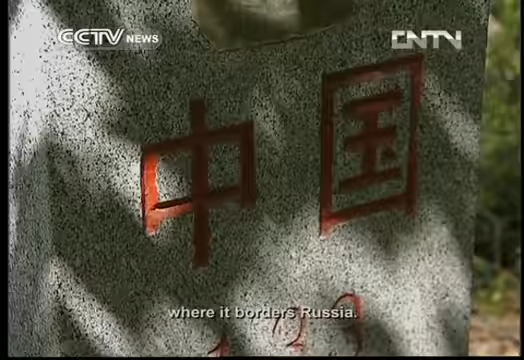 CCTV NEWS
CNTV
中国
where it borders Russia.